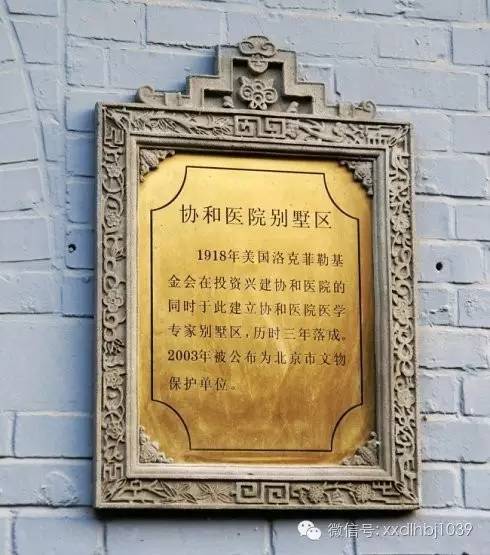 协和医院别墅区
1918年美国洛克菲勒基
金会在投资兴建协和医院的
同时于此建立协和医院医学
专家别墅区，历时三年落成。
2003年被公布为北京市文物
保护单位。
微信号: xxdlhbj1039